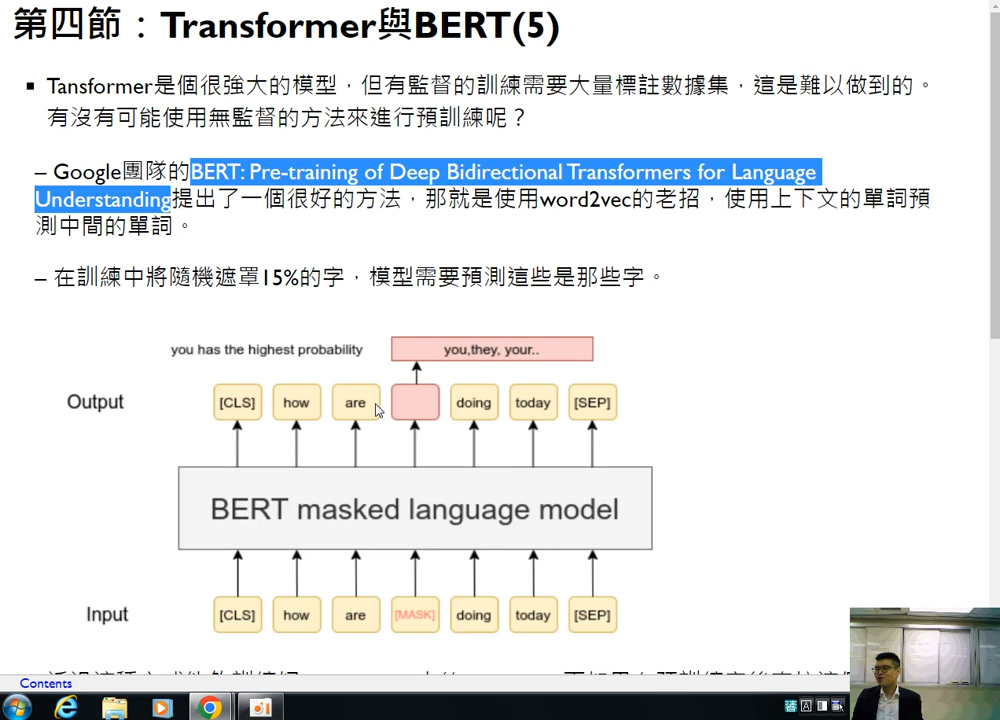 第四節：Transformer與BERT(5)
▪ Tansformer是個很強大的模型，但有監督的訓練需要大量標註數據集，這是難以做到的。
有沒有可能使用無監督的方法來進行預訓練呢？
– Google團隊的BERT: Pre-training of Deep Bidirectional Transformers for Language
Understanding提出了一個很好的方法，那就是使用word2vec的老招，使用上下文的單詞預
測中間的單詞。
– 在訓練中將隨機遮罩15%的字，模型需要預測這些是那些字。
you has the highest probability
you,they, your..
Output
[CLS] how are doing today [SEP]
BERT masked language model
Input
[CLS] how are [MASK] doing today [SEP]
Contents